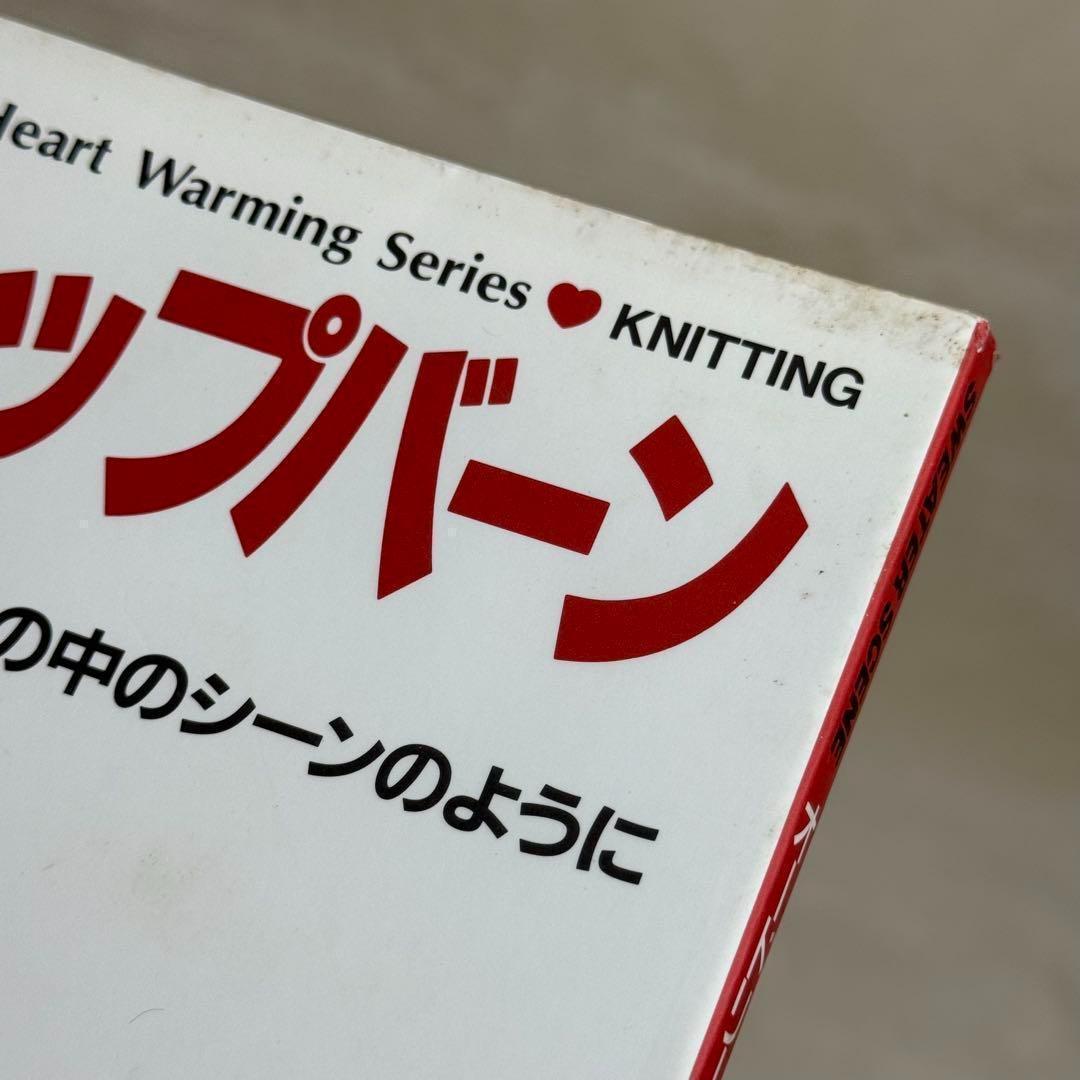 Heart Warming Series ♥ KNITTING
ップバーン
の中のシーンのように
SWEATER SCENE